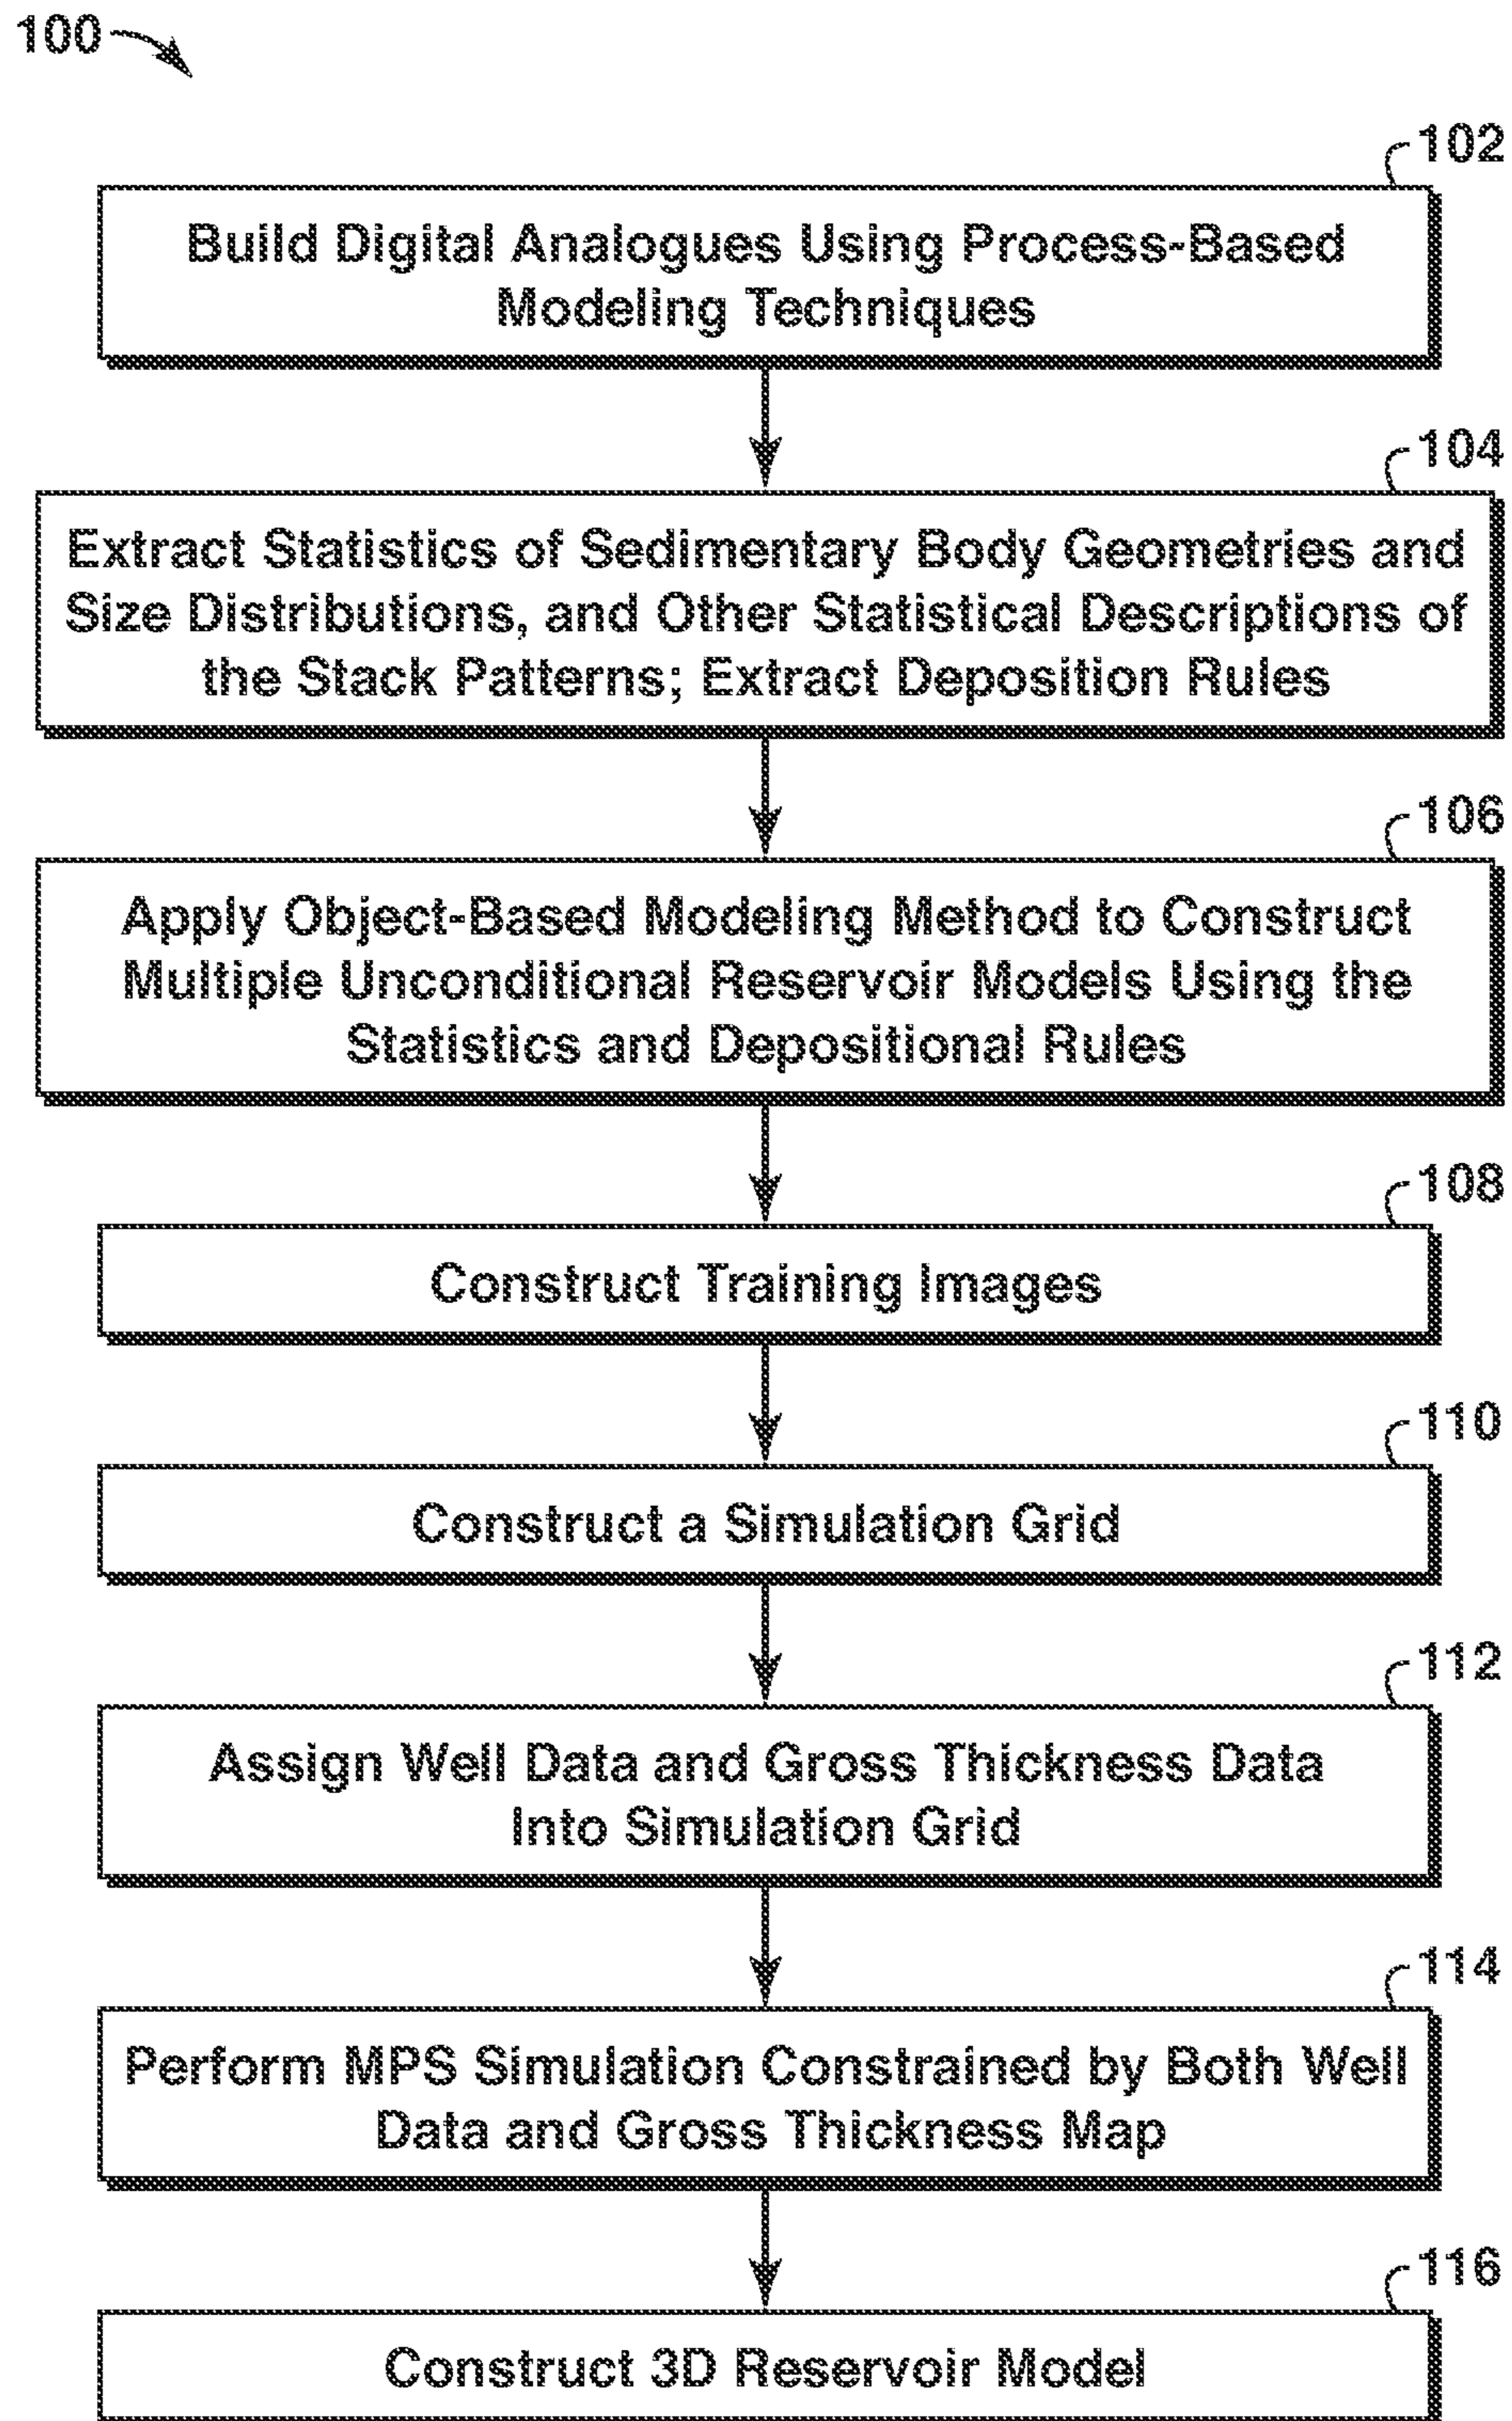 100
102
Build Digital Analogues Using Process-Based
Modeling Techniques
104
Extract Statistics of Sedimentary Body Geometries and
Size Distributions, and Other Statistical Descriptions of
the Stack Patterns; Extract Deposition Rules
106
Apply Object-Based Modeling Method to Construct
Multiple Unconditional Reservoir Models Using the
Statistics and Depositional Rules
108
Construct Training Images
110
Construct a Simulation Grid
112
Assign Well Data and Gross Thickness Data
Into Simulation Grid
114
Perform MPS Simulation Constrained by Both Well
Data and Gross Thickness Map
116
Construct 3D Reservoir Model